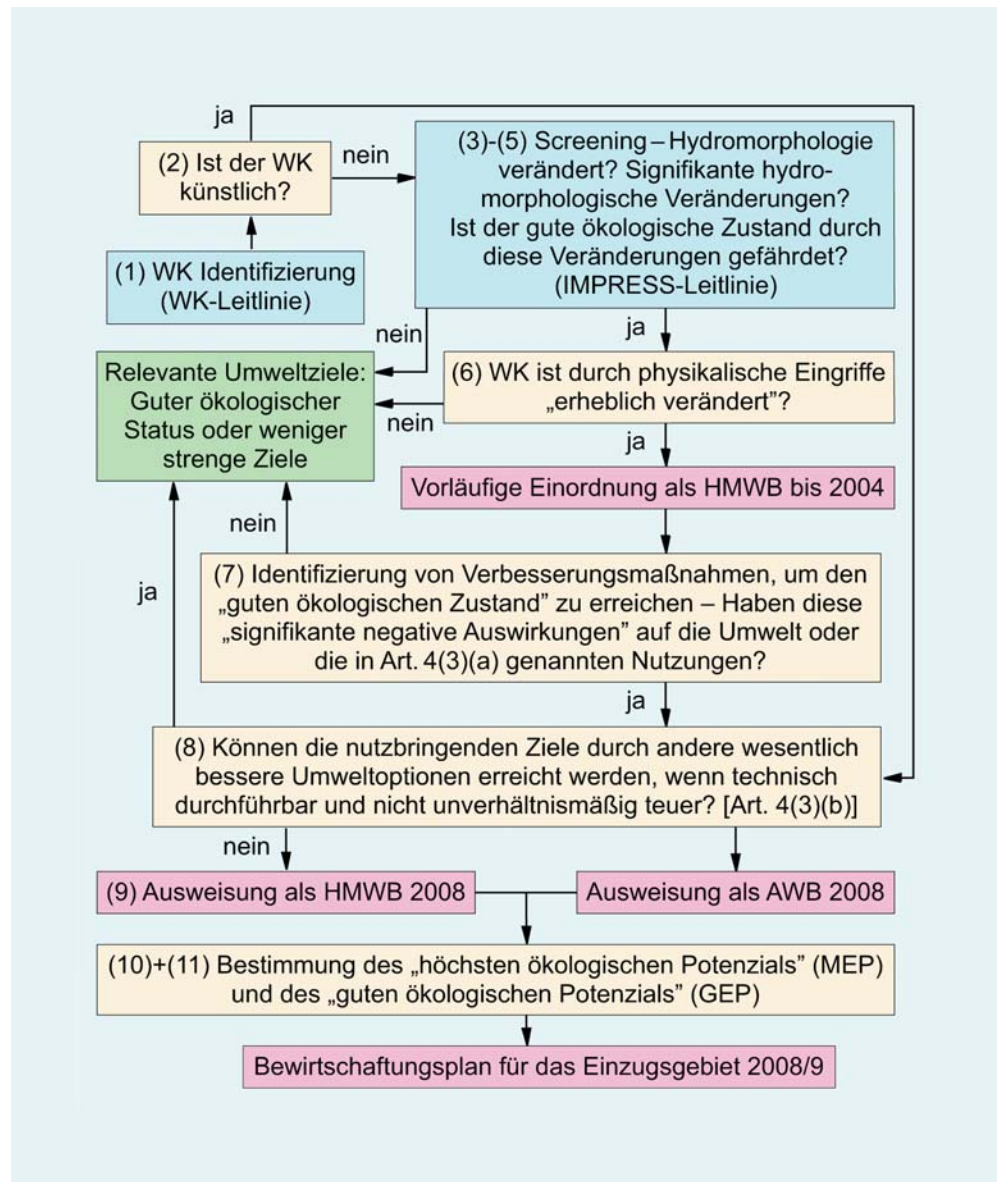 ja
(2) Ist der WK
künstlich?
nein
(3)-(5) Screening – Hydromorphologie
verändert? Signifikante hydro-
morphologische Veränderungen?
Ist der gute ökologische Zustand durch
diese Veränderungen gefährdet?
(IMPRESS-Leitlinie)
(1) WK Identifizierung
(WK-Leitlinie)
nein
ja
Relevante Umweltziele:
Guter ökologischer
Status oder weniger
strenge Ziele
(6) WK ist durch physikalische Eingriffe
„erheblich verändert”?
nein
ja
Vorläufige Einordnung als HMWB bis 2004
nein
ja
(7) Identifizierung von Verbesserungsmaßnahmen, um den
„guten ökologischen Zustand” zu erreichen – Haben diese
„signifikante negative Auswirkungen” auf die Umwelt oder
die in Art. 4(3)(a) genannten Nutzungen?
ja
(8) Können die nutzbringenden Ziele durch andere wesentlich
bessere Umweltoptionen erreicht werden, wenn technisch
durchführbar und nicht unverhältnismäßig teuer? [Art. 4(3)(b)]
nein
(9) Ausweisung als HMWB 2008
Ausweisung als AWB 2008
(10)+(11) Bestimmung des „höchsten ökologischen Potenzials” (MEP)
und des „guten ökologischen Potenzials” (GEP)
Bewirtschaftungsplan für das Einzugsgebiet 2008/9